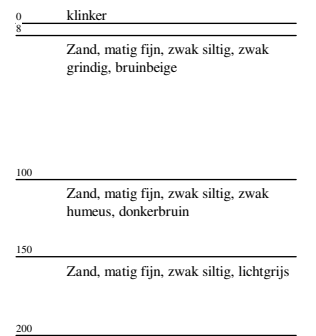 0 klinker
8
Zand, matig fijn, zwak siltig, zwak
grindig, bruinbeige
100
Zand, matig fijn, zwak siltig, zwak
humeus, donkerbruin
150
Zand, matig fijn, zwak siltig, lichtgrijs
200